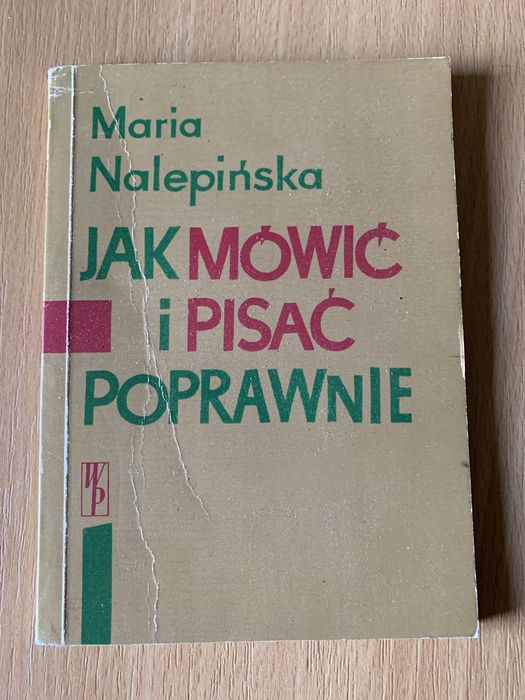 Maria
Nalepińska
JAK MÓWIĆ
i PISAĆ
POPRAWNIE
WP